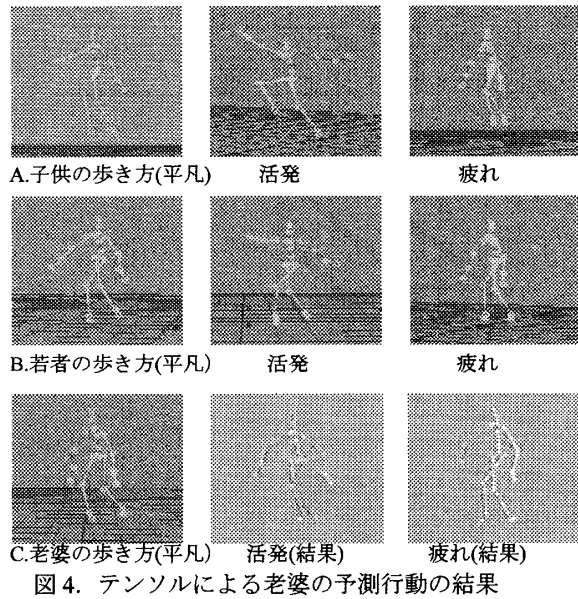 A.子供の歩き方(平凡) 活発 疲れ
B.若者の歩き方(平凡) 活発 疲れ
C.老婆の歩き方(平凡) 活発(結果) 疲れ(結果)
図 4. テンソルによる老婆の予測行動の結果